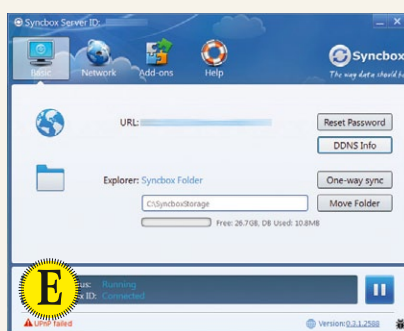 Syncbox Server ID:
Basic
Network
Add-ons
Help
Syncbox
The way data should be
URL:
Reset Password
DDNS Info
Explorer: Syncbox Folder
One-way sync
C:\SyncboxStorage
Move Folder
Free: 26.7GB, DB Used: 10.8MB
E
Running
Connected
UPnP failed
Version:0.3.1.2588